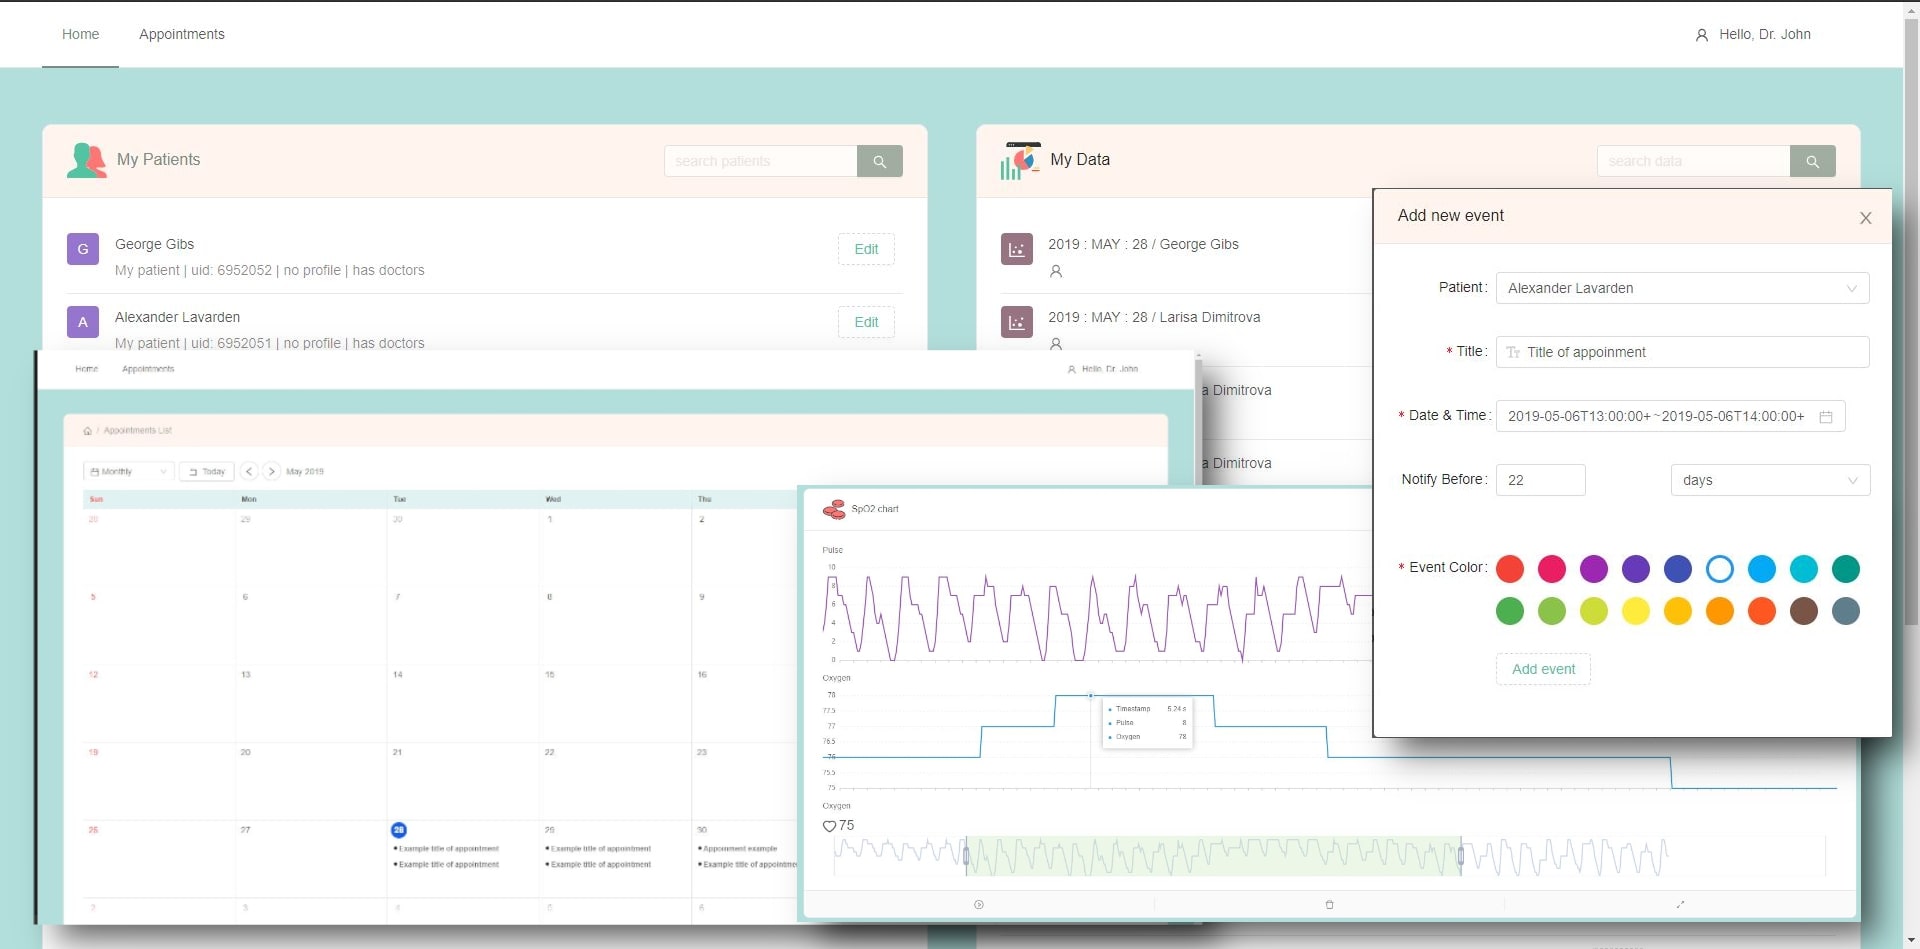 Home Appointments Hello, Dr. John
My Patients search patients
George Gibs Edit
G
My patient | uid: 6952052 | no profile | has doctors
Alexander Lavarden Edit
A
My patient | uid: 6952051 | no profile | has doctors
My Data search data
2019 : MAY : 28 / George Gibs
2019 : MAY : 28 / Larisa Dimitrova
a Dimitrova
a Dimitrova
Home Appointments Hello, Dr. John
/ Appointments List
Monthly Today < > May 2019
Sun Mon Tue Wed Thu
28 29 30 1 2
5 6 7 8 9
12 13 14 15 16
19 20 21 22 23
26 27 28 29 30
Example title of appointment Example title of appointment Appoinment example
Example title of appointment Example title of appointment Example title of appointme
2 3 4 5 6
SpO2 chart
Pulse
10
8
6
4
2
0
Oxygen
78
77.5
77
76.5
76
75.5
75
Timestamp 5.24 s
Pulse 8
Oxygen 78
Oxygen
75
Add new event X
Patient: Alexander Lavarden
* Title: Tт Title of appoinment
* Date & Time: 2019-05-06T13:00:00+ ~ 2019-05-06T14:00:00+
Notify Before: 22 days
* Event Color:
Add event